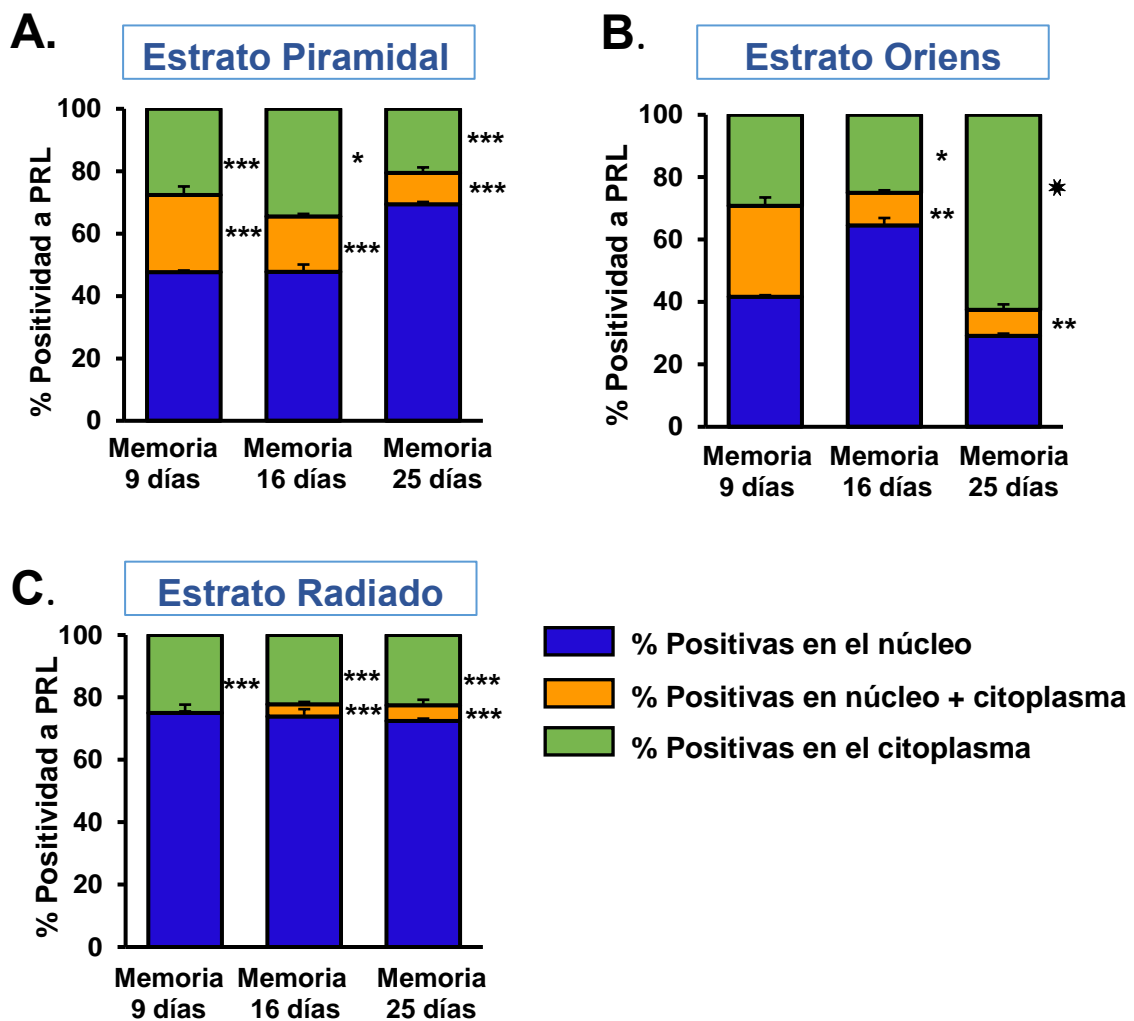 A.
Estrato Piramidal
% Positividad a PRL
100
80
60
40
20
0
***
***
*
***
***
***
Memoria 9 días
Memoria 16 días
Memoria 25 días
B.
Estrato Oriens
% Positividad a PRL
100
80
60
40
20
0
*
**
✷
**
Memoria 9 días
Memoria 16 días
Memoria 25 días
C.
Estrato Radiado
% Positividad a PRL
100
80
60
40
20
0
***
***
***
***
***
Memoria 9 días
Memoria 16 días
Memoria 25 días
% Positivas en el núcleo
% Positivas en núcleo + citoplasma
% Positivas en el citoplasma